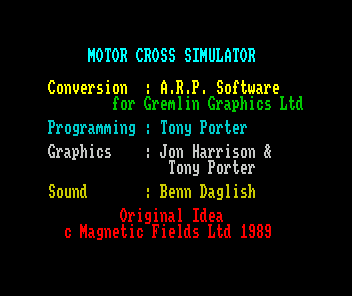 MOTOR CROSS SIMULATOR
Conversion : A.R.P. Software
for Gremlin Graphics Ltd
Programming : Tony Porter
Graphics : Jon Harrison &
Tony Porter
Sound : Benn Daglish
Original Idea
c Magnetic Fields Ltd 1989